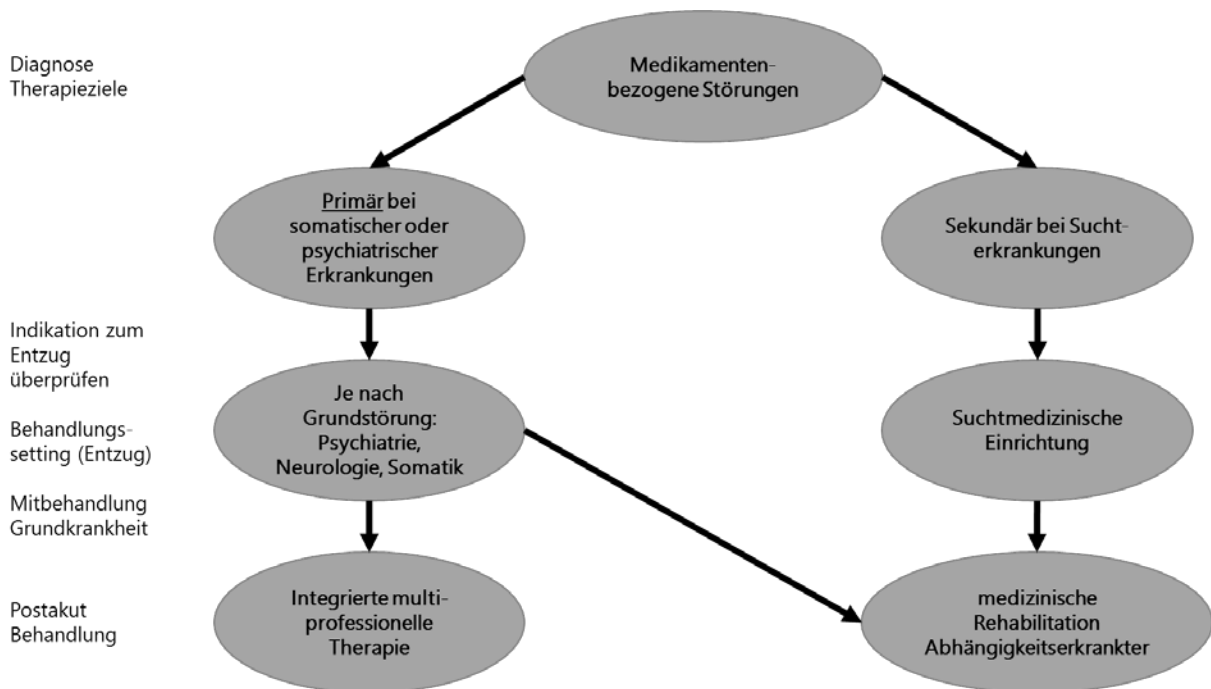 Diagnose
Therapieziele
Medikamenten-
bezogene Störungen
Primär bei
somatischer oder
psychiatrischer
Erkrankungen
Sekundär bei Sucht-
erkrankungen
Indikation zum
Entzug
überprüfen
Behandlungs-
setting (Entzug)
Mitbehandlung
Grundkrankheit
Je nach
Grundstörung:
Psychiatrie,
Neurologie, Somatik
Suchtmedizinische
Einrichtung
Postakut
Behandlung
Integrierte multi-
professionelle
Therapie
medizinische
Rehabilitation
Abhängigkeitserkrankter